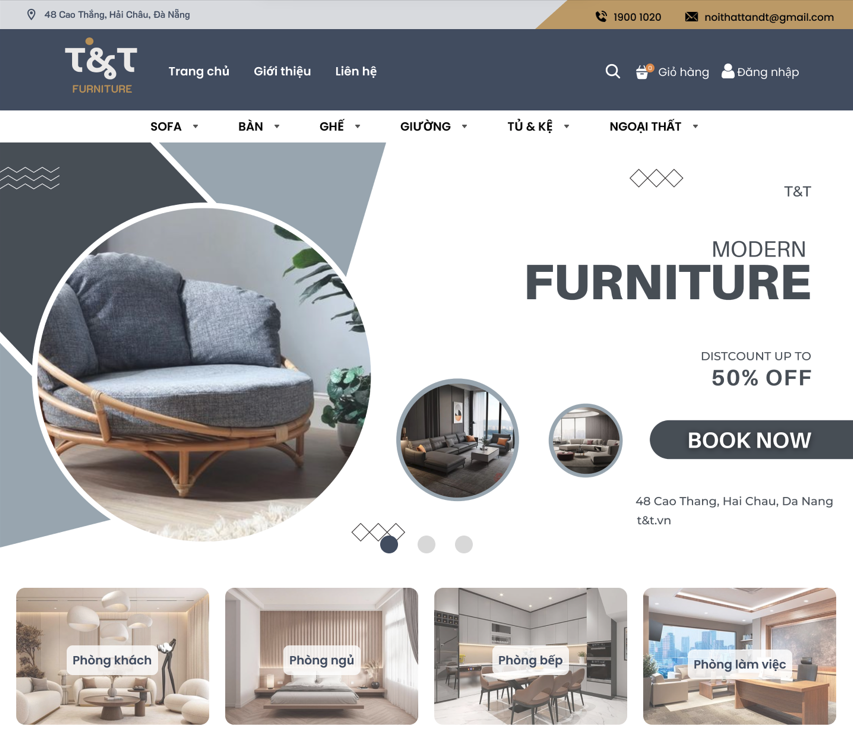 48 Cao Thắng, Hải Châu, Đà Nẵng
1900 1020
noithattandt@gmail.com
T&T
FURNITURE
Trang chủ
Giới thiệu
Liên hệ
0
Giỏ hàng
Đăng nhập
SOFA
BÀN
GHẾ
GIƯỜNG
TỦ & KỆ
NGOẠI THẤT
T&T
MODERN
FURNITURE
DISTCOUNT UP TO
50% OFF
BOOK NOW
48 Cao Thang, Hai Chau, Da Nang
t&t.vn
Phòng khách
Phòng ngủ
Phòng bếp
Phòng làm việc